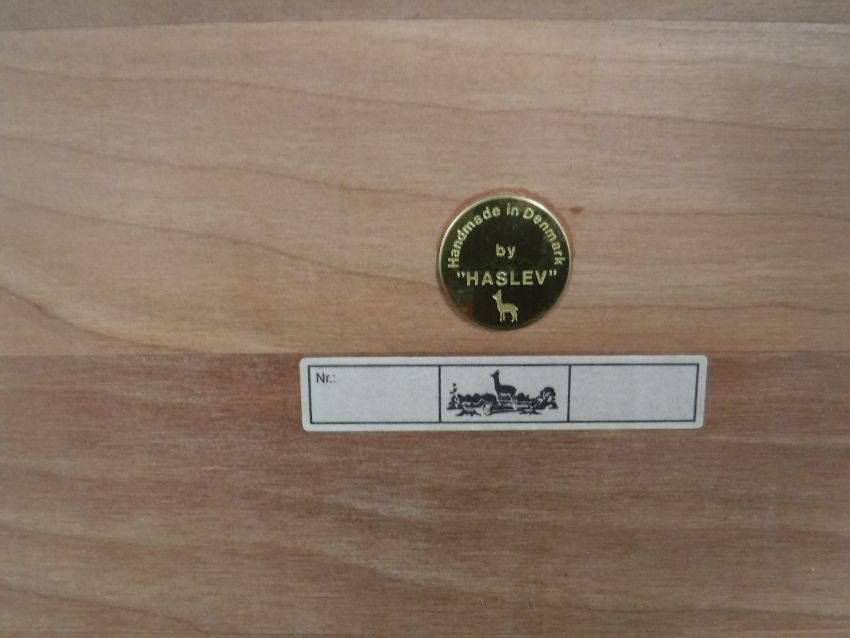 Handmade in Denmark
by
"HASLEV"
Nr.: